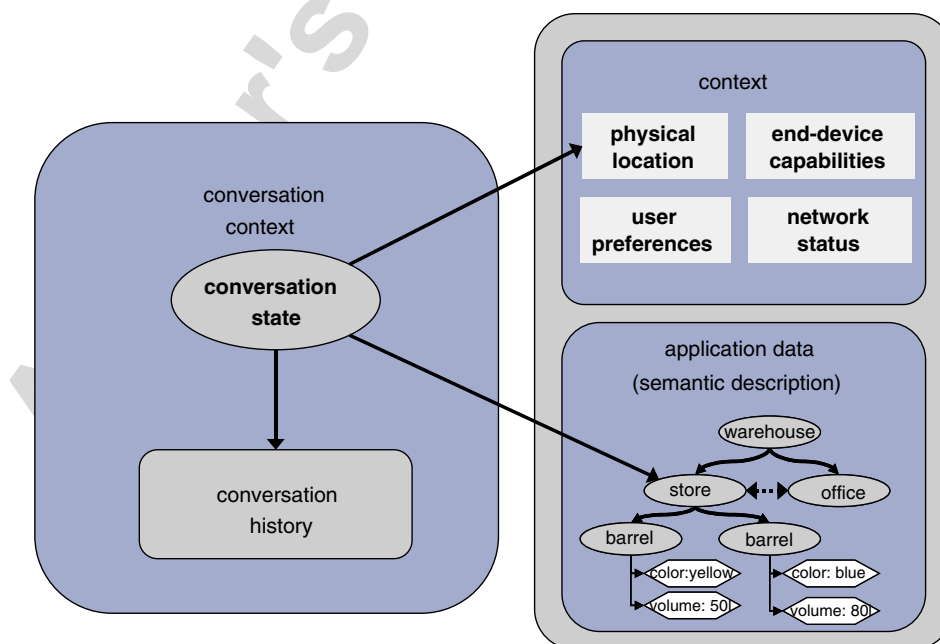 conversation
context
conversation
state
conversation
history
context
physical
location
end-device
capabilities
user
preferences
network
status
application data
(semantic description)
warehouse
store
office
barrel
barrel
color:yellow
color: blue
volume: 50l
volume: 80l
r's